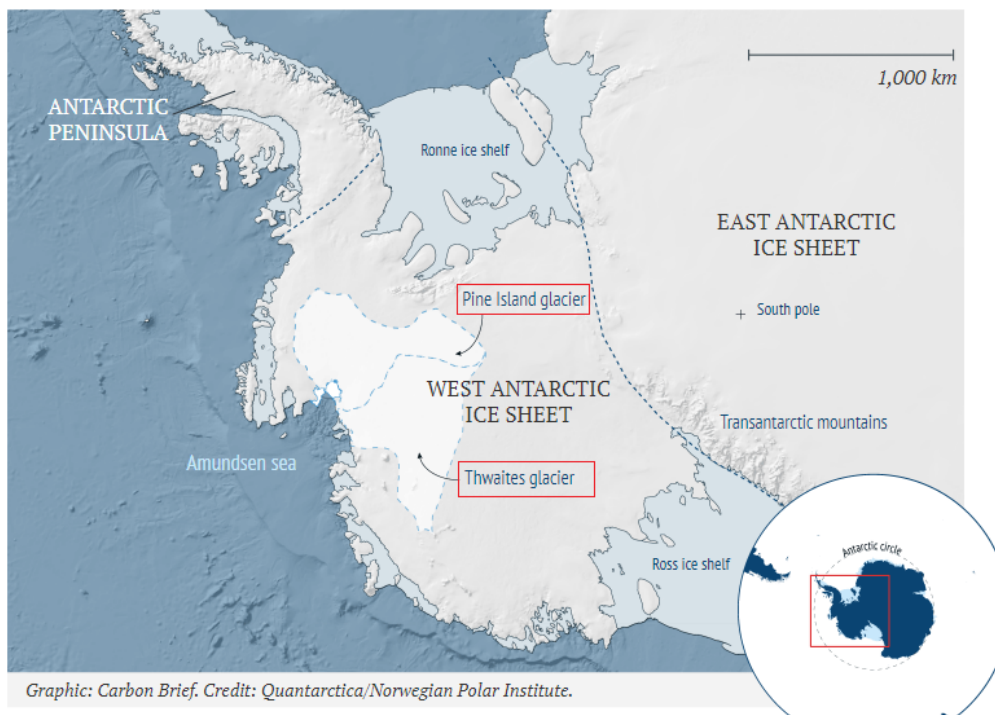 1,000 km
ANTARCTIC
PENINSULA
Ronne ice shelf
EAST ANTARCTIC
ICE SHEET
Pine Island glacier
South pole
WEST ANTARCTIC
ICE SHEET
Transantarctic mountains
Amundsen sea
Thwaites glacier
Ross ice shelf
Antarctic circle
Graphic: Carbon Brief. Credit: Quantarctica/Norwegian Polar Institute.